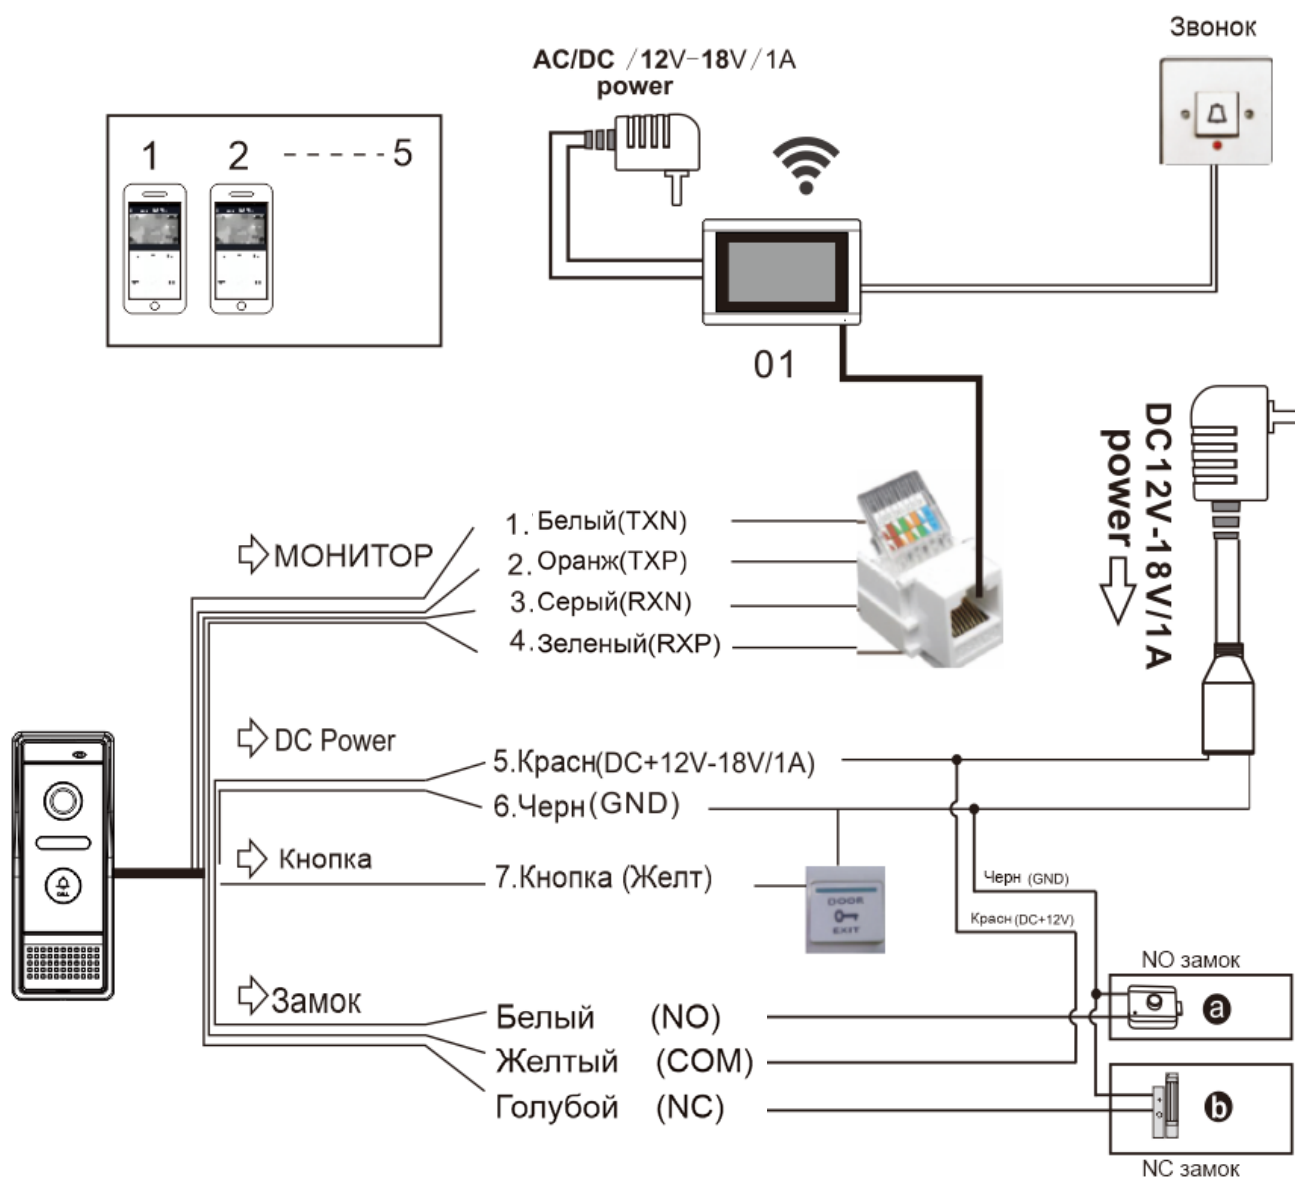 Звонок
AC/DC /12V-18V/1A
power
1 2 ------5
01
DC12V-18V/1A
power
МОНИТОР
1. Белый(TXN)
2. Оранж(TXP)
3. Серый(RXN)
4. Зеленый(RXP)
DC Power
5.Красн(DC+12V-18V/1A)
6.Черн(GND)
Кнопка
7.Кнопка (Желт)
DOOR
EXIT
Черн (GND)
Красн (DC+12V)
Замок
Белый (NO)
Желтый (COM)
Голубой (NC)
NO замок
a
b
NC замок